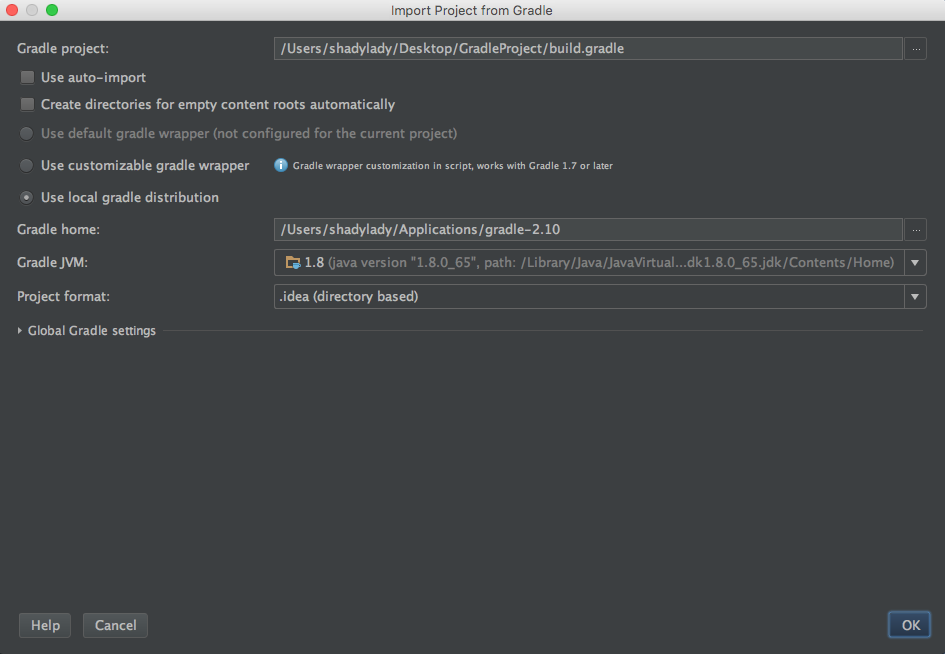 Import Project from Gradle
Gradle project: /Users/shadylady/Desktop/GradleProject/build.gradle ...
Use auto-import
Create directories for empty content roots automatically
Use default gradle wrapper (not configured for the current project)
Use customizable gradle wrapper Gradle wrapper customization in script, works with Gradle 1.7 or later
Use local gradle distribution
Gradle home: /Users/shadylady/Applications/gradle-2.10 ...
Gradle JVM: 1.8 (java version "1.8.0_65", path: /Library/Java/JavaVirtual...dk1.8.0_65.jdk/Contents/Home)
Project format: .idea (directory based)
Global Gradle settings
Help Cancel OK